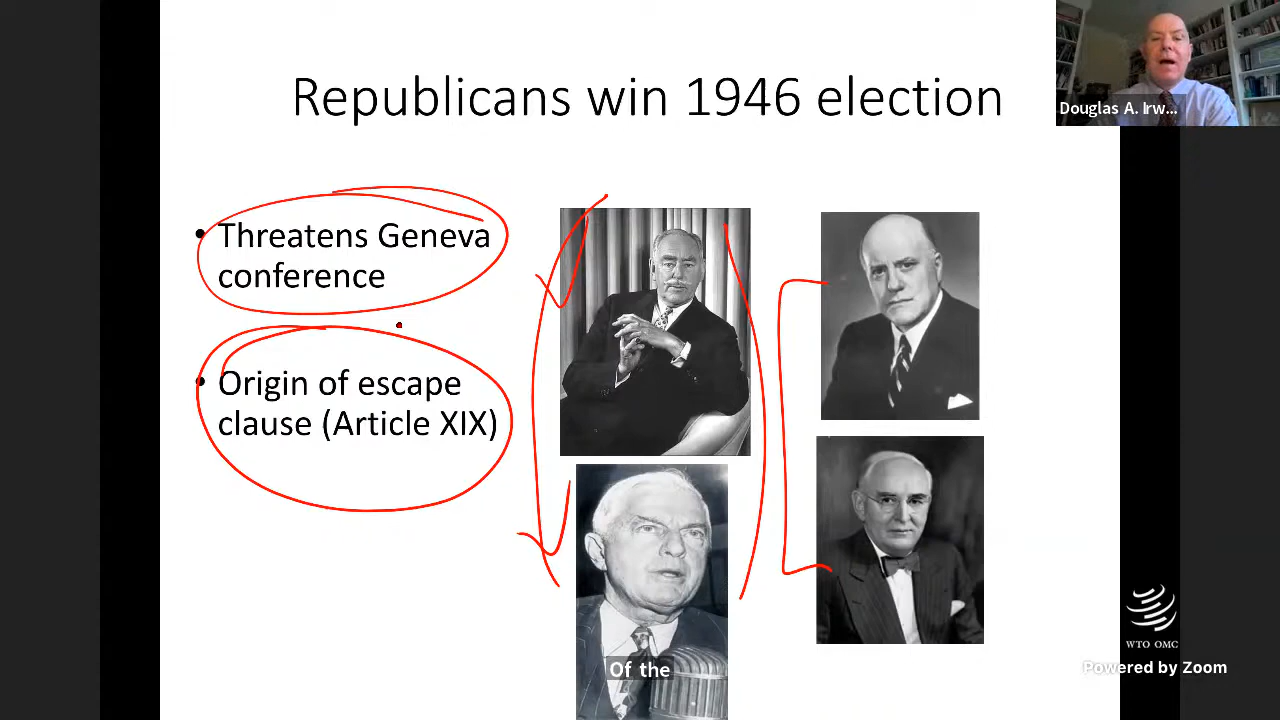 Republicans win 1946 election
Douglas A. Irw...
• Threatens Geneva
conference
• Origin of escape
clause (Article XIX)
Of the
WTO OMC
Powered by Zoom